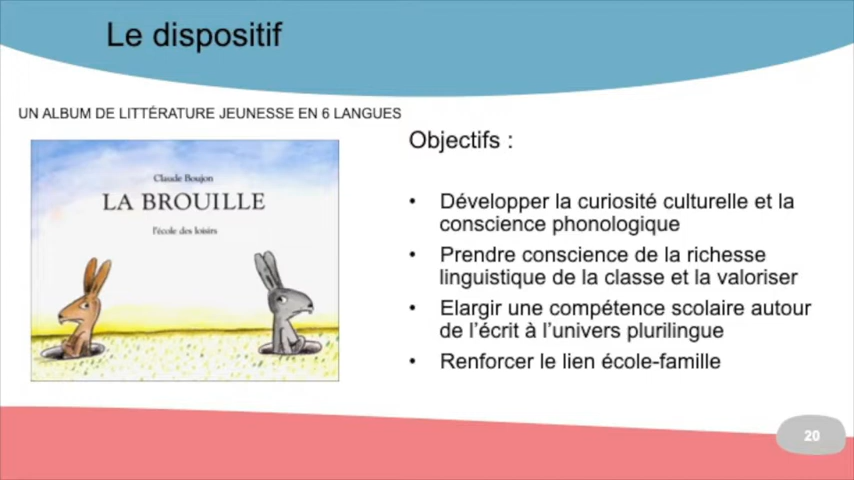 Le dispositif
UN ALBUM DE LITTÉRATURE JEUNESSE EN 6 LANGUES
Claude Boujon
LA BROUILLE
l'école des loisirs
Objectifs :
• Développer la curiosité culturelle et la
conscience phonologique
• Prendre conscience de la richesse
linguistique de la classe et la valoriser
• Elargir une compétence scolaire autour
de l'écrit à l'univers plurilingue
• Renforcer le lien école-famille
20